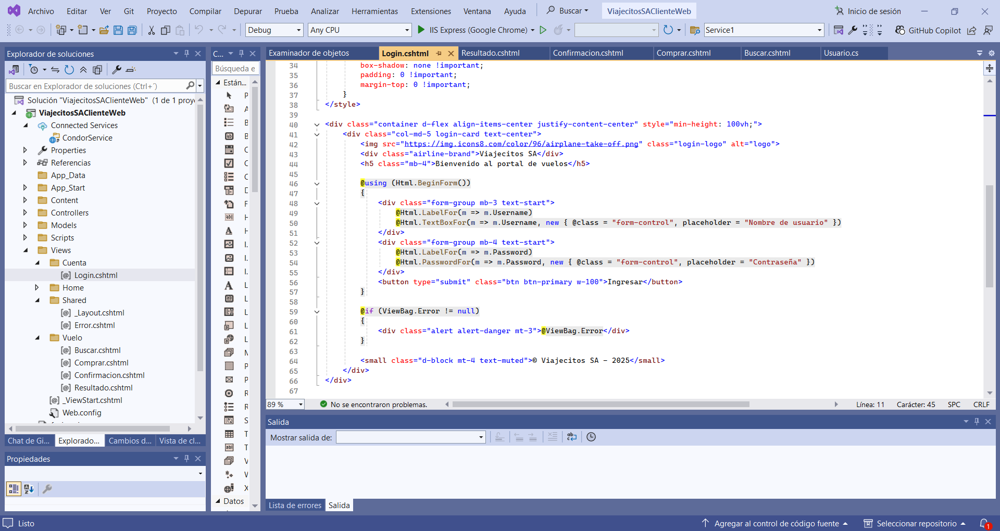 Archivo Editar Ver Git Proyecto Compilar Depurar Prueba Analizar Herramientas Extensiones Ventana Ayuda Buscar ViajecitosSAClienteWeb Inicio de sesión
Debug Any CPU IIS Express (Google Chrome) Service1 GitHub Copilot
Explorador de soluciones
Buscar en Explorador de soluciones (Ctrl+´)
Solución "ViajecitosSAClienteWeb" (1 de 1 proye
ViajecitosSAClienteWeb
Connected Services
CondorService
Properties
Referencias
App_Data
App_Start
Content
Controllers
Models
Scripts
Views
Cuenta
Login.cshtml
Home
Shared
_Layout.cshtml
Error.cshtml
Vuelo
Buscar.cshtml
Comprar.cshtml
Confirmacion.cshtml
Resultado.cshtml
_ViewStart.cshtml
Web.config
Chat de Gi... Explorado... Cambios d... Vista de cl...
Propiedades
C...
Búsqueda e
Están...
P
A
B
B
C
C
C
D
F
H
H
I.
I.
I.
L
L
L
L
L
M
P
P
R
R
S
T
T
V
W
X
Datos
Examinador de objetos Login.cshtml Resultado.cshtml Confirmacion.cshtml Comprar.cshtml Buscar.cshtml Usuario.cs
34 box-shadow: none !important;
35 padding: 0 !important;
36 margin-top: 0 !important;
37 }
38 </style>
39
40 <div class="container d-flex align-items-center justify-content-center" style="min-height: 100vh;">
41 <div class="col-md-5 login-card text-center">
42 <img src="https://img.icons8.com/color/96/airplane-take-off.png" class="login-logo" alt="logo">
43 <div class="airline-brand">Viajecitos SA</div>
44 <h5 class="mb-4">Bienvenido al portal de vuelos</h5>
45
46 @using (Html.BeginForm())
47 {
48 <div class="form-group mb-3 text-start">
49 @Html.LabelFor(m => m.Username)
50 @Html.TextBoxFor(m => m.Username, new { @class = "form-control", placeholder = "Nombre de usuario" })
51 </div>
52 <div class="form-group mb-4 text-start">
53 @Html.LabelFor(m => m.Password)
54 @Html.PasswordFor(m => m.Password, new { @class = "form-control", placeholder = "Contraseña" })
55 </div>
56 <button type="submit" class="btn btn-primary w-100">Ingresar</button>
57 }
58
59 @if (ViewBag.Error != null)
60 {
61 <div class="alert alert-danger mt-3">@ViewBag.Error</div>
62 }
63
64 <small class="d-block mt-4 text-muted">© Viajecitos SA - 2025</small>
65 </div>
66 </div>
67
89 % No se encontraron problemas. Línea: 11 Carácter: 45 SPC CRLF
Salida
Mostrar salida de:
Lista de errores Salida
Listo Agregar al control de código fuente Seleccionar repositorio 1